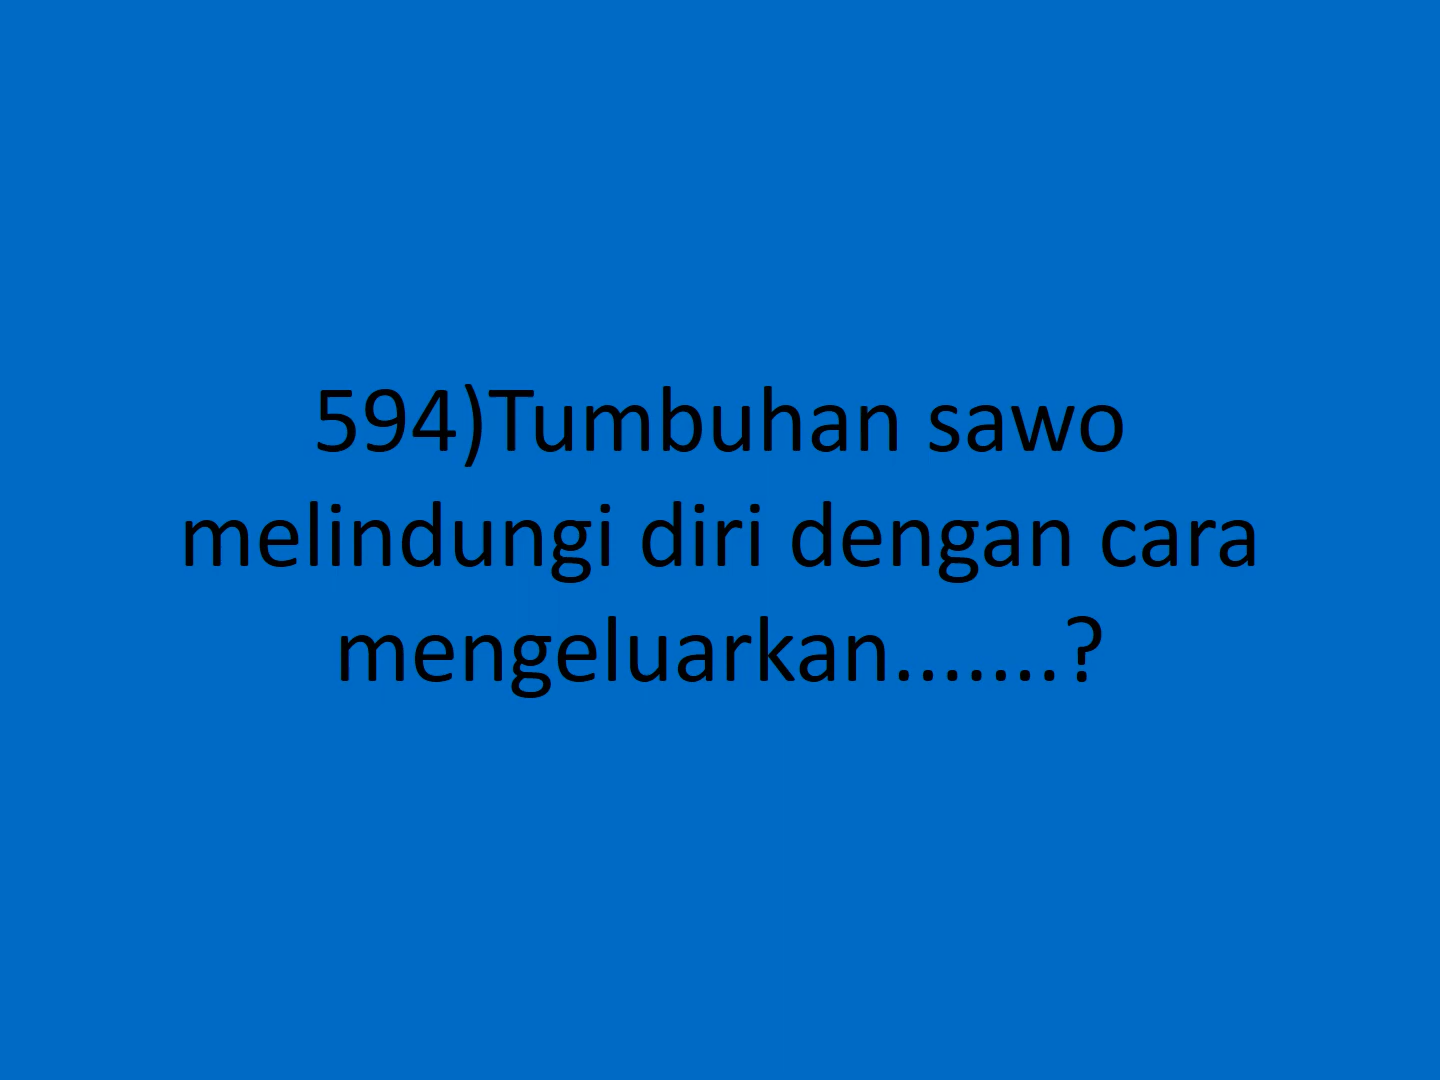 594)Tumbuhan sawo
melindungi diri dengan cara
mengeluarkan.......?